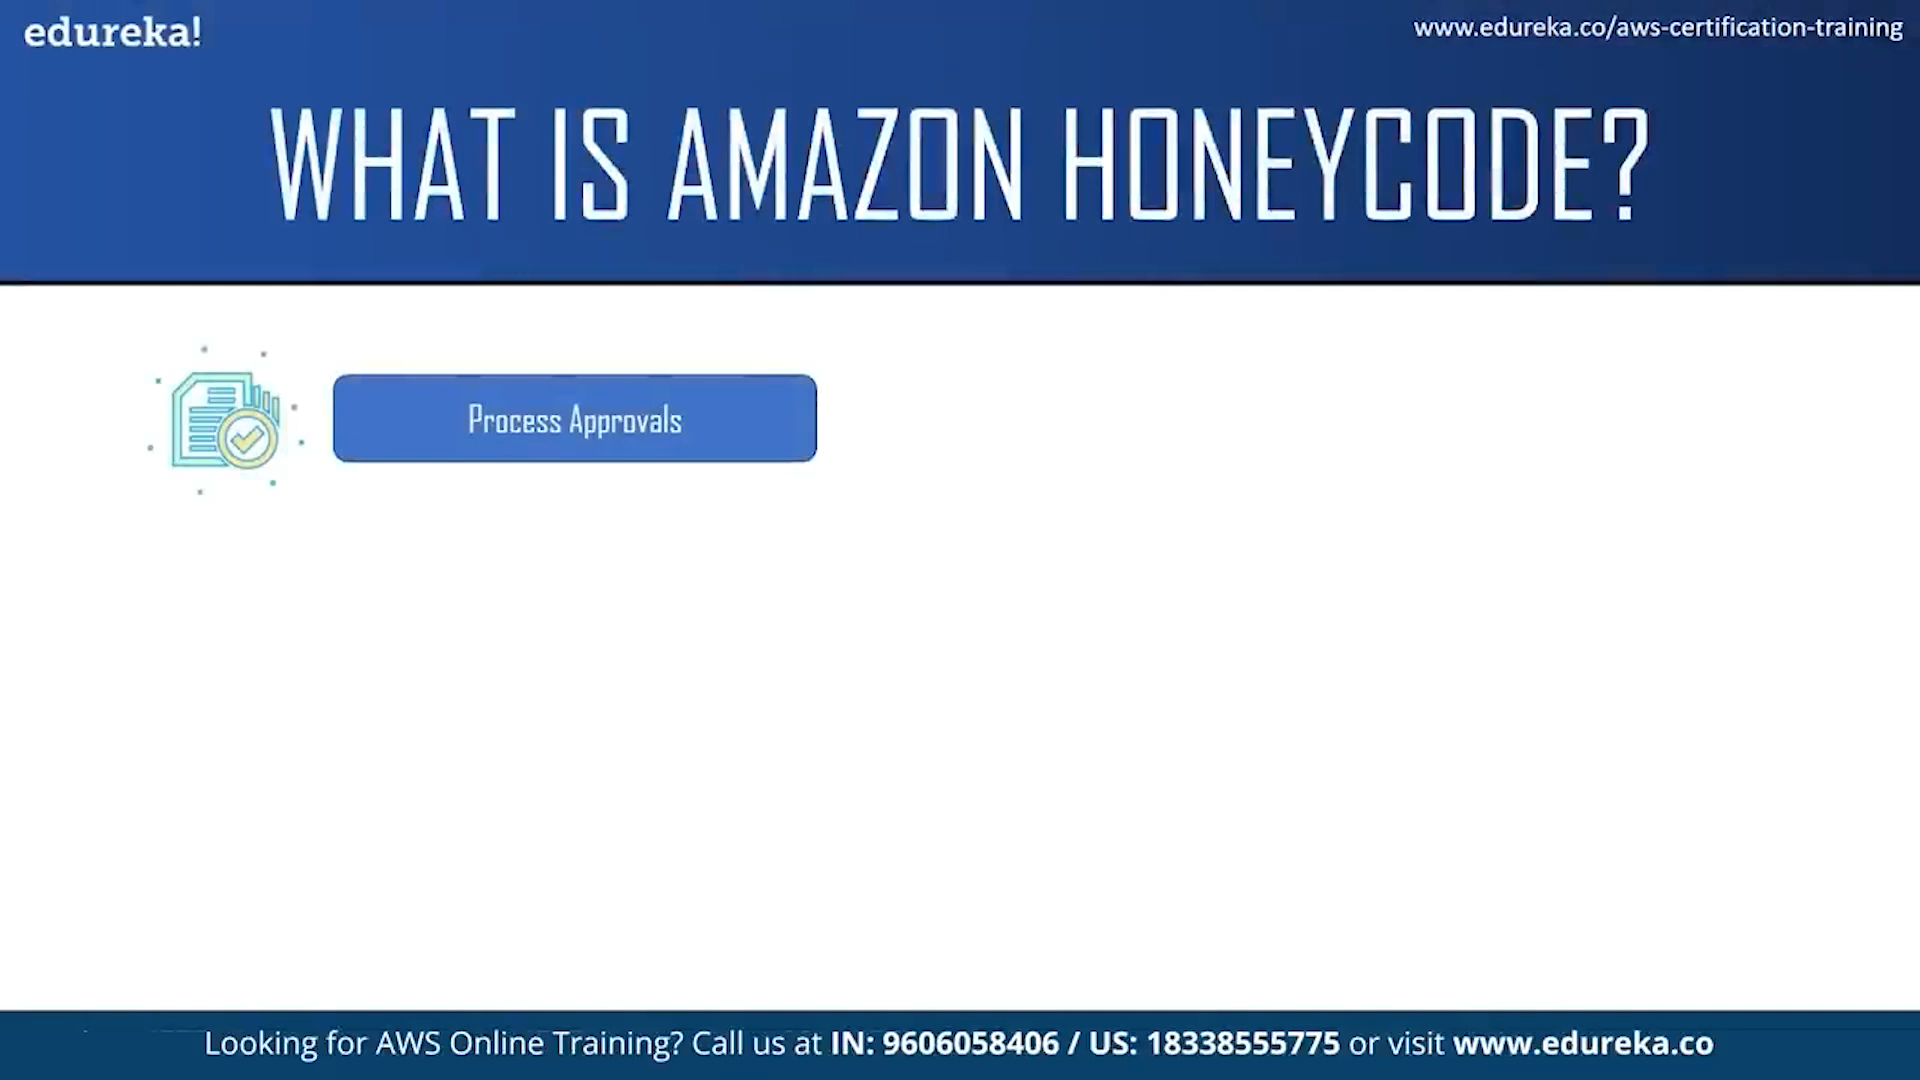 edureka!
www.edureka.co/aws-certification-training
WHAT IS AMAZON HONEYCODE?
Process Approvals
Looking for AWS Online Training? Call us at IN: 9606058406 / US: 18338555775 or visit www.edureka.co